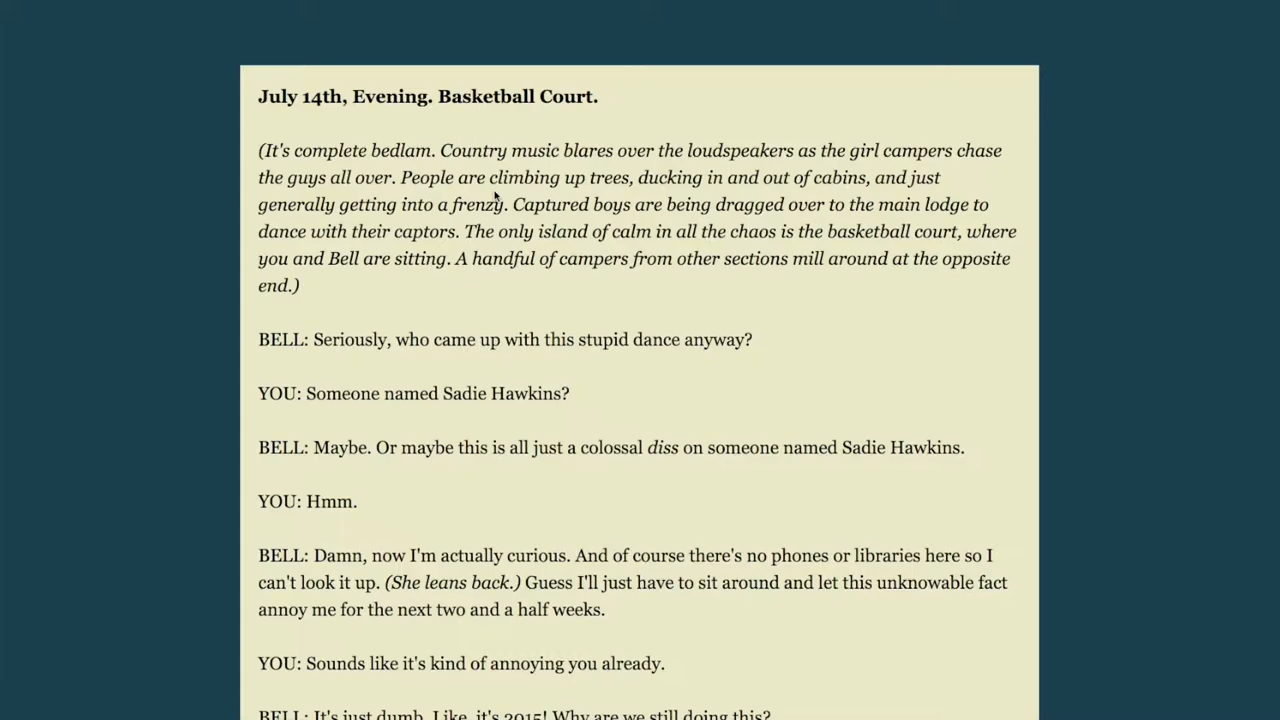 July 14th, Evening. Basketball Court.
(It's complete bedlam. Country music blares over the loudspeakers as the girl campers chase
the guys all over. People are climbing up trees, ducking in and out of cabins, and just
generally getting into a frenzy. Captured boys are being dragged over to the main lodge to
dance with their captors. The only island of calm in all the chaos is the basketball court, where
you and Bell are sitting. A handful of campers from other sections mill around at the opposite
end.)
BELL: Seriously, who came up with this stupid dance anyway?
YOU: Someone named Sadie Hawkins?
BELL: Maybe. Or maybe this is all just a colossal diss on someone named Sadie Hawkins.
YOU: Hmm.
BELL: Damn, now I'm actually curious. And of course there's no phones or libraries here so I
can't look it up. (She leans back.) Guess I'll just have to sit around and let this unknowable fact
annoy me for the next two and a half weeks.
YOU: Sounds like it's kind of annoying you already.
BELL: It's just dumb. Like, it's 2015! Why are we still doing this?